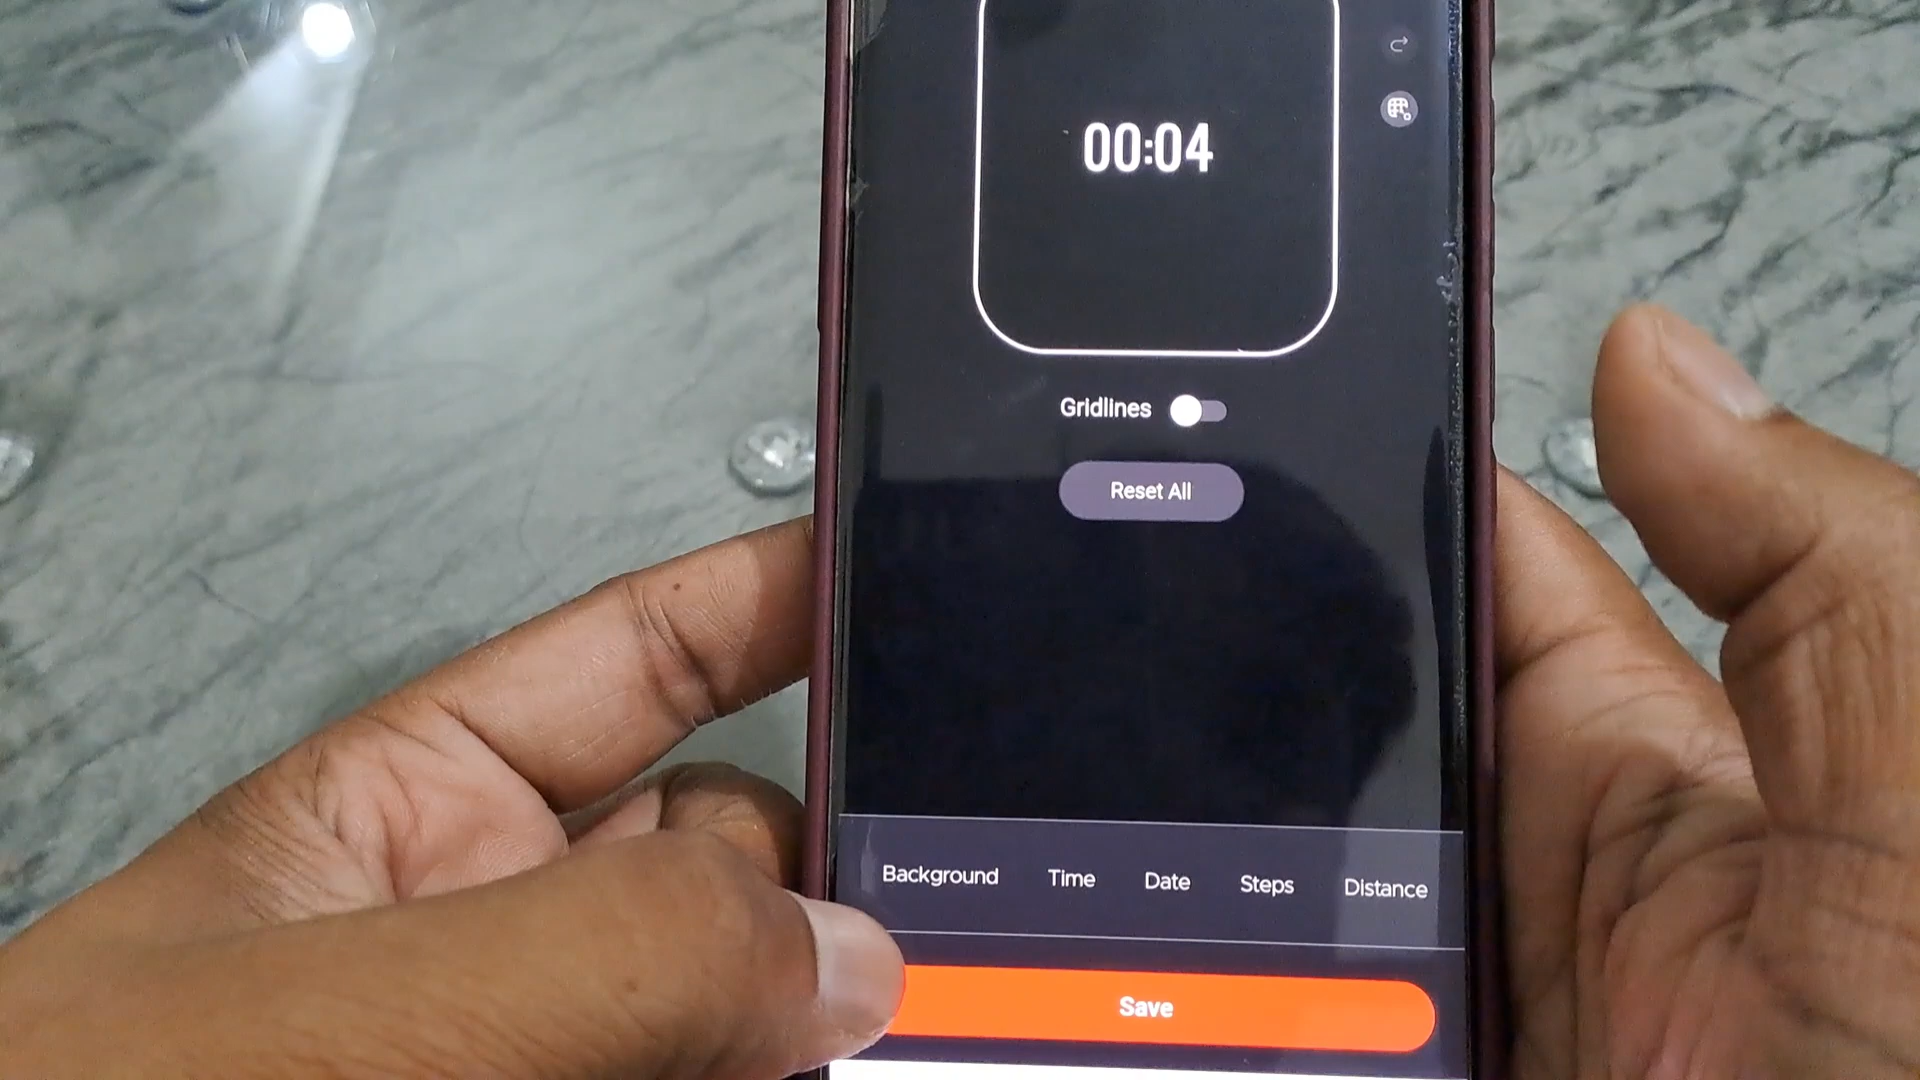 00:04
Gridlines
Reset All
Background Time Date Steps Distance
Save